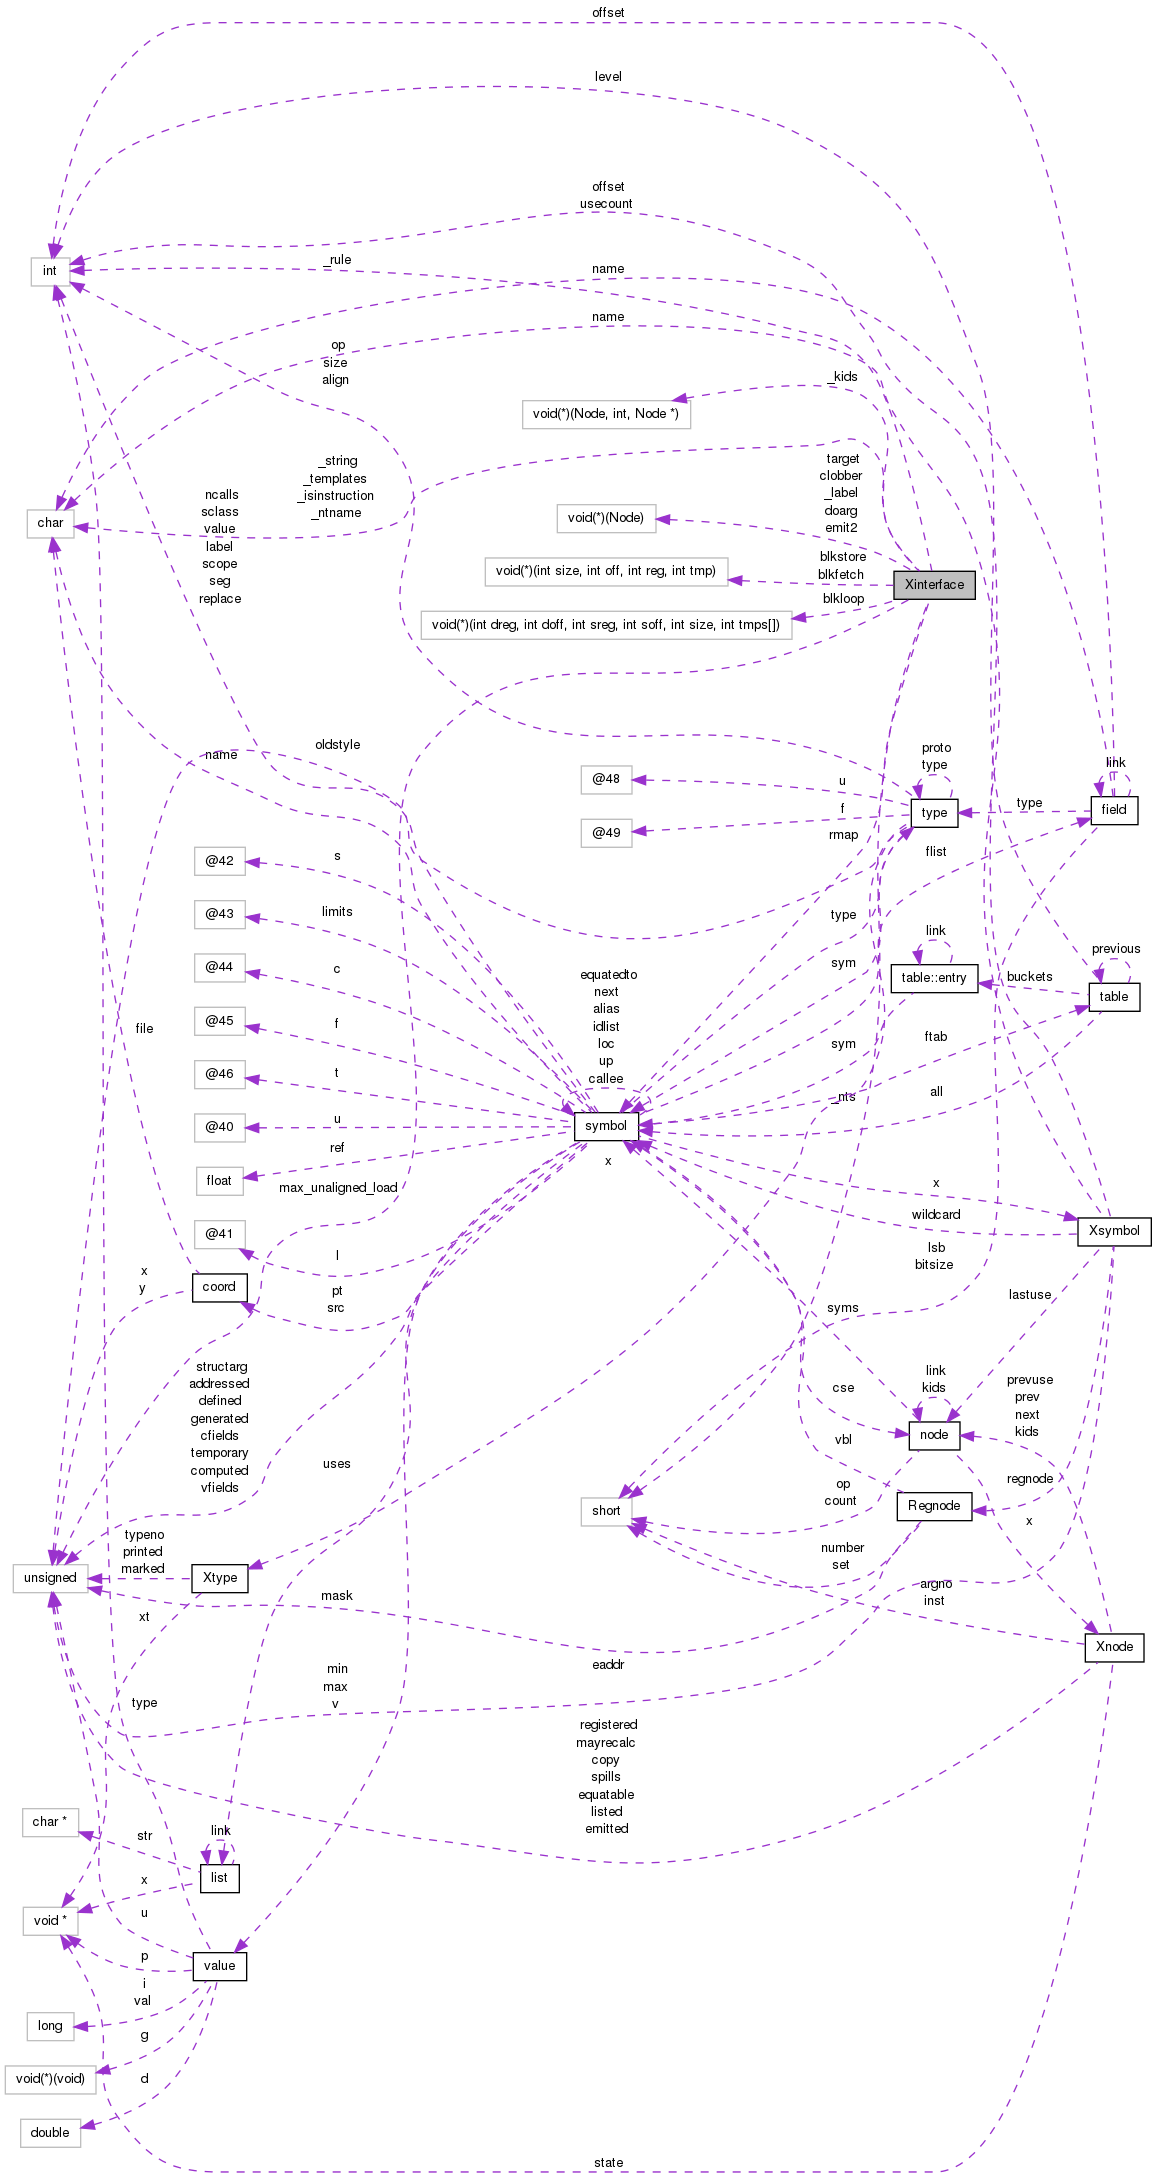 offset
level
offset
usecount
int
_rule
name
name
op
size
align
_kids
void(*)(Node, int, Node *)
_string
_templates
_isinstruction
_ntname
target
clobber
_label
doarg
emit2
ncalls
sclass
value
label
scope
seg
replace
char
void(*)(Node)
blkstore
blkfetch
void(*)(int size, int off, int reg, int tmp)
Xinterface
blkloop
void(*)(int dreg, int doff, int sreg, int soff, int size, int tmps[])
name
oldstyle
proto
type
link
@48
u
@49
f
type
type
field
rmap
@42
s
flist
@43
limits
type
link
@44
c
sym
table::entry
buckets
previous
table
equatedto
next
alias
idlist
loc
up
callee
@45
f
file
sym
ftab
@46
t
_nts
all
@40
u
symbol
x
float
ref
max_unaligned_load
x
@41
l
wildcard
Xsymbol
x
y
coord
pt
src
lsb
bitsize
syms
lastuse
structarg
addressed
defined
generated
cfields
temporary
computed
vfields
link
kids
prevuse
prev
next
kids
cse
node
vbl
uses
op
count
regnode
short
Regnode
x
typeno
printed
marked
unsigned
Xtype
number
set
mask
argno
inst
xt
Xnode
eaddr
min
max
v
type
registered
mayrecalc
copy
spills
equatable
listed
emitted
char *
str
link
list
x
void *
u
p
value
i
val
long
g
void(*)(void)
d
double
state